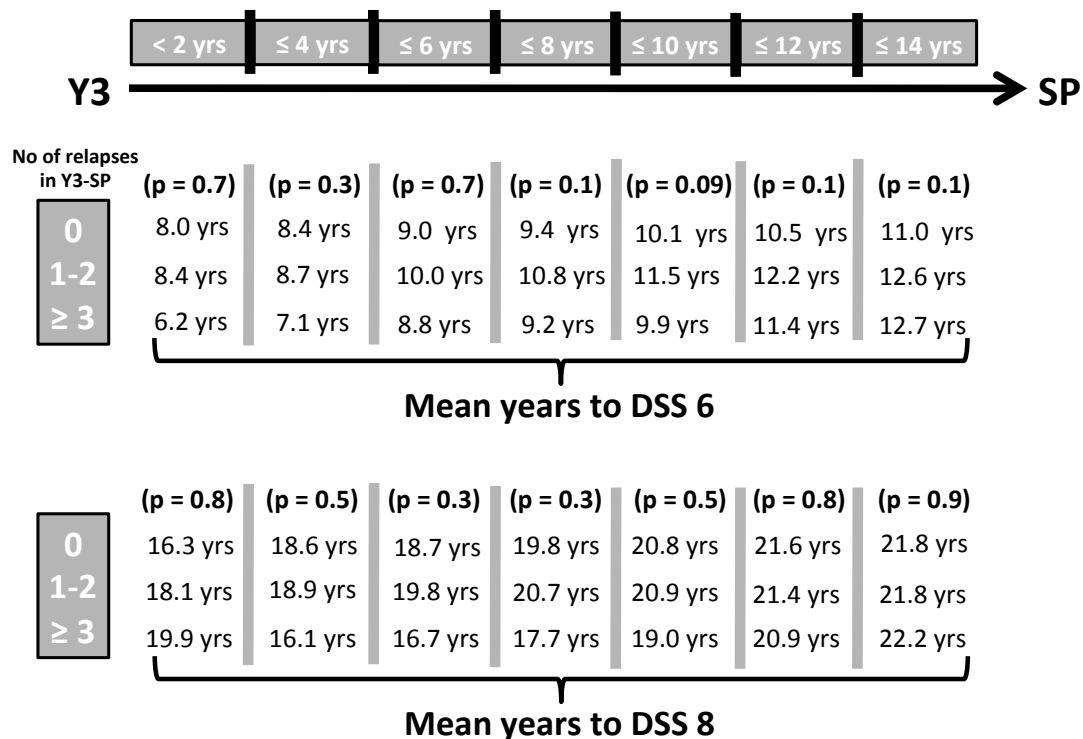 < 2 yrs ≤ 4 yrs ≤ 6 yrs ≤ 8 yrs ≤ 10 yrs ≤ 12 yrs ≤ 14 yrs
Y3 SP
No of relapses
in Y3-SP
(p = 0.7) (p = 0.3) (p = 0.7) (p = 0.1) (p = 0.09) (p = 0.1) (p = 0.1)
0 8.0 yrs 8.4 yrs 9.0 yrs 9.4 yrs 10.1 yrs 10.5 yrs 11.0 yrs
1-2 8.4 yrs 8.7 yrs 10.0 yrs 10.8 yrs 11.5 yrs 12.2 yrs 12.6 yrs
≥ 3 6.2 yrs 7.1 yrs 8.8 yrs 9.2 yrs 9.9 yrs 11.4 yrs 12.7 yrs
Mean years to DSS 6
(p = 0.8) (p = 0.5) (p = 0.3) (p = 0.3) (p = 0.5) (p = 0.8) (p = 0.9)
0 16.3 yrs 18.6 yrs 18.7 yrs 19.8 yrs 20.8 yrs 21.6 yrs 21.8 yrs
1-2 18.1 yrs 18.9 yrs 19.8 yrs 20.7 yrs 20.9 yrs 21.4 yrs 21.8 yrs
≥ 3 19.9 yrs 16.1 yrs 16.7 yrs 17.7 yrs 19.0 yrs 20.9 yrs 22.2 yrs
Mean years to DSS 8